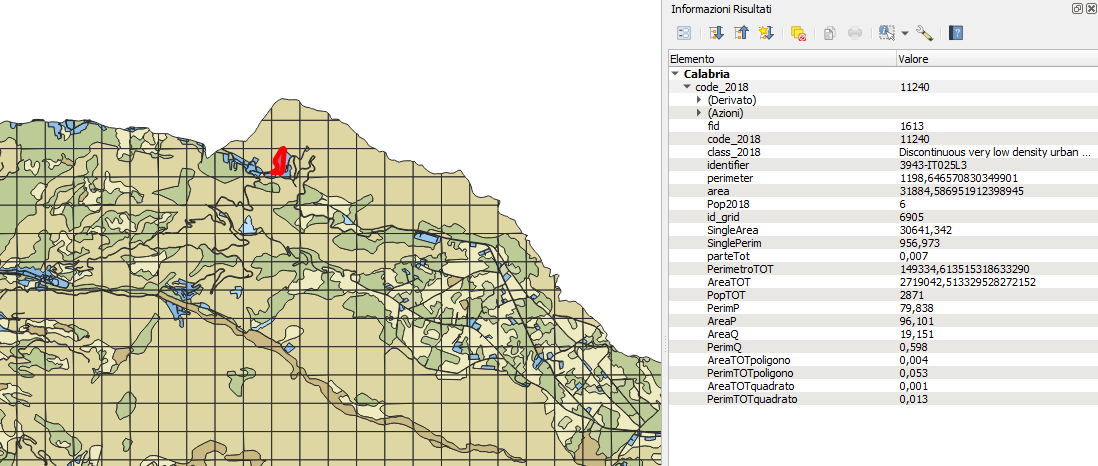 Informazioni Risultati
Elemento Valore
Calabria
code_2018 11240
(Derivato)
(Azioni)
fid 1613
code_2018 11240
class_2018 Discontinuous very low density urban ...
identifier 3943-IT025L3
perimeter 1198,646570830349901
area 31884,586951912398945
Pop2018 6
id_grid 6905
SingleArea 30641,342
SinglePerim 956,973
parteTot 0,007
PerimetroTOT 149334,613515318633290
AreaTOT 2719042,513329528272152
PopTOT 2871
PerimP 79,838
AreaP 96,101
AreaQ 19,151
PerimQ 0,598
AreaTOTpoligono 0,004
PerimTOTpoligono 0,053
AreaTOTquadrato 0,001
PerimTOTquadrato 0,013